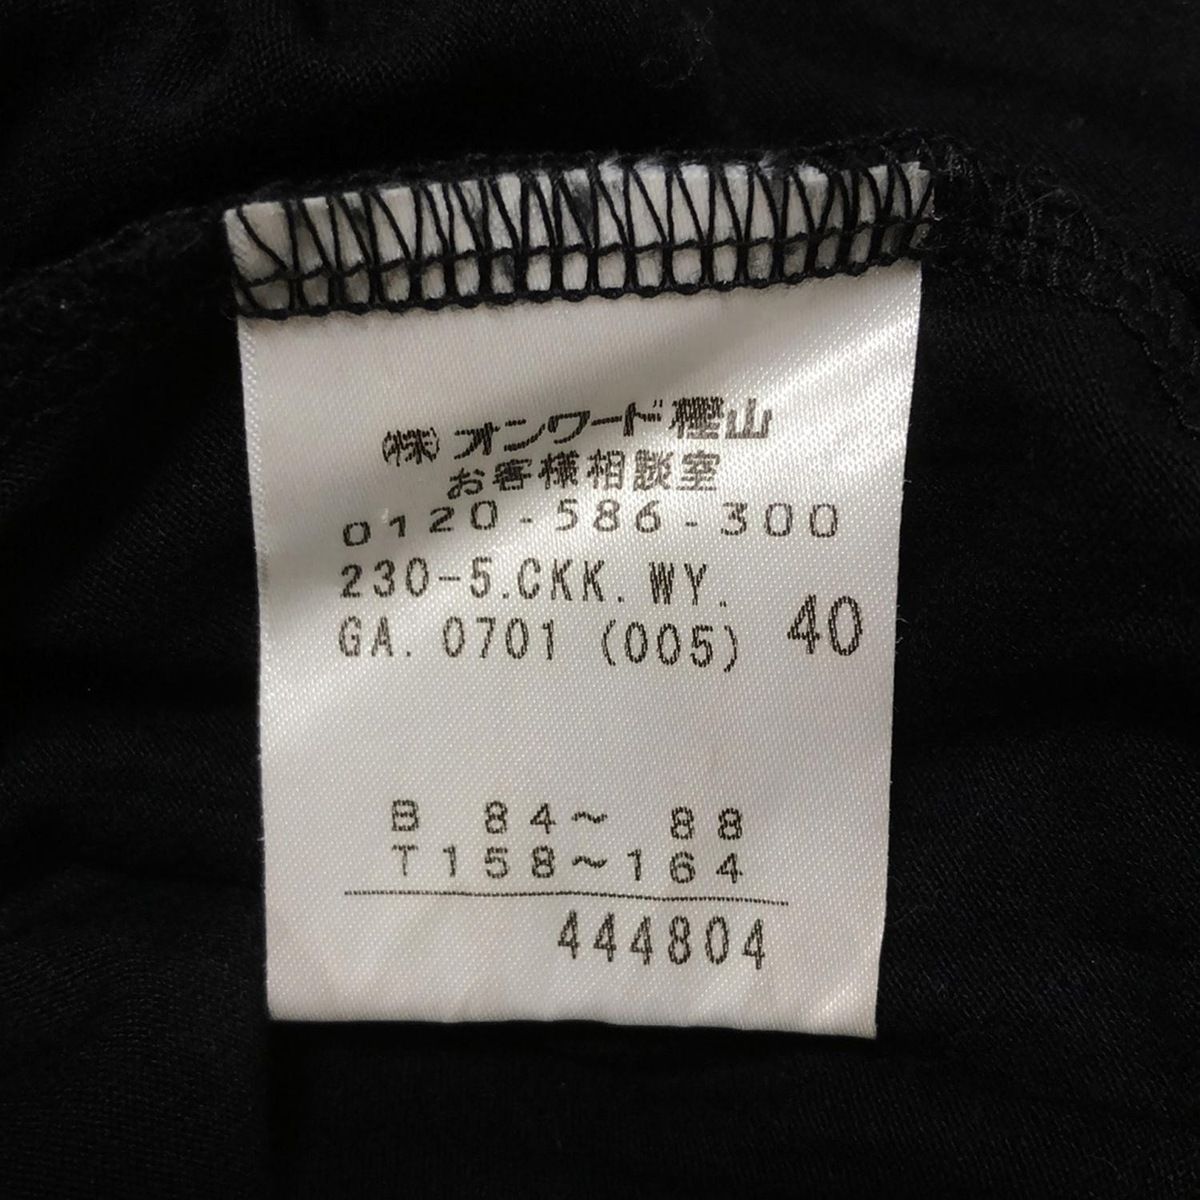 (株)オンワード樫山
お客様相談室
0120-586-300
230-5.CKK.WY.
GA.0701 (005) 40
B 84～ 88
T158～164
444804